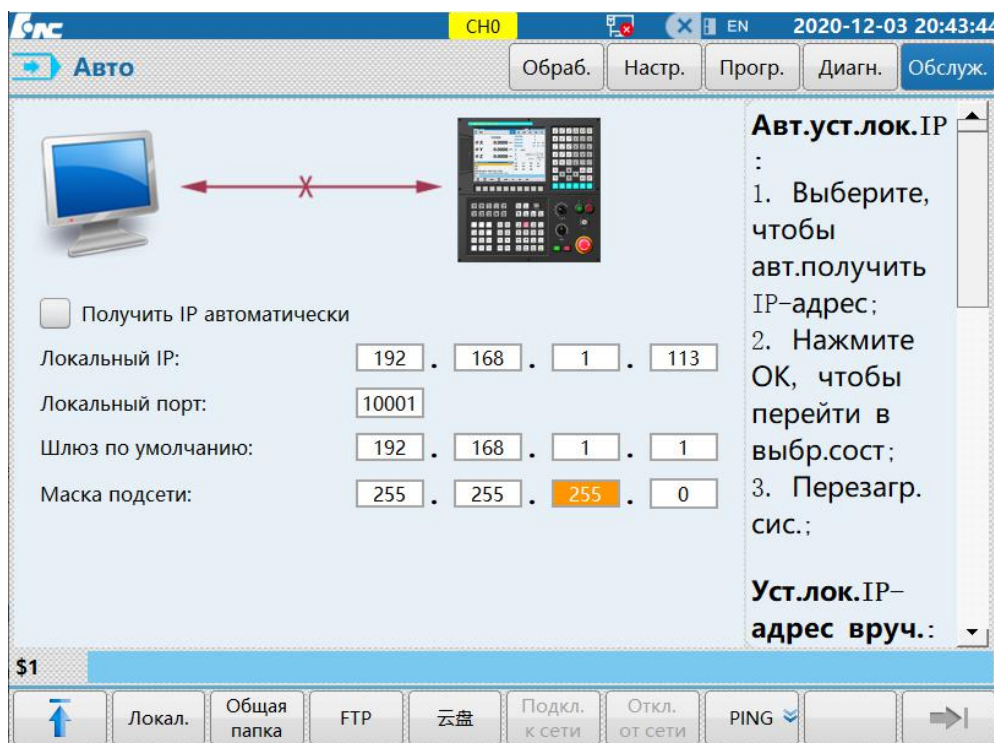 HNC CH0 EN 2020-12-03 20:43:44
Авто Обраб. Настр. Прогр. Диагн. Обслуж.
Получить IP автоматически
Локальный IP: 192 . 168 . 1 . 113
Локальный порт: 10001
Шлюз по умолчанию: 192 . 168 . 1 . 1
Маска подсети: 255 . 255 . 255 . 0
Авт.уст.лок.IP
:
1. Выберите,
чтобы
авт.получить
IP-адрес;
2. Нажмите
ОК, чтобы
перейти в
выбр.сост;
3. Перезагр.
сис.;
Уст.лок.IP-
адрес вруч.:
$1
Локал.
Общая
папка
FTP
云盘
Подкл.
к сети
Откл.
от сети
PING